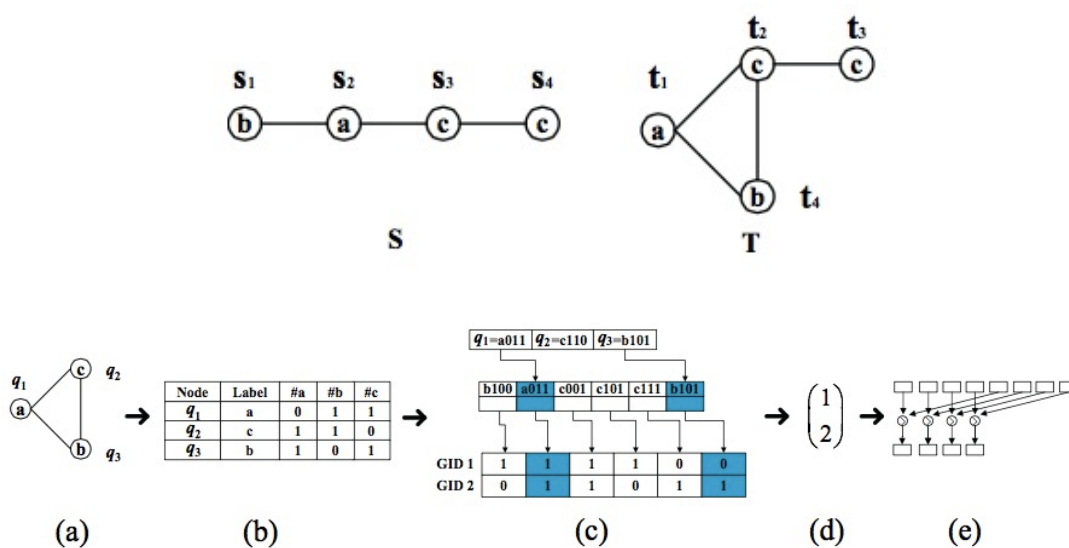 t₂ t₃
s₁ s₂ s₃ s₄ t₁ c c
b a c c a
b t₄
S T
q₁=a011 q₂=c110 q₃=b101
q₁ c q₂
a
b q₃
Node Label #a #b #c
q₁ a 0 1 1
q₂ c 1 1 0
q₃ b 1 0 1
b100 a011 c001 c101 c111 b101
GID 1 1 1 1 1 0 0
GID 2 0 1 1 0 1 1
1
2
(a) (b) (c) (d) (e)